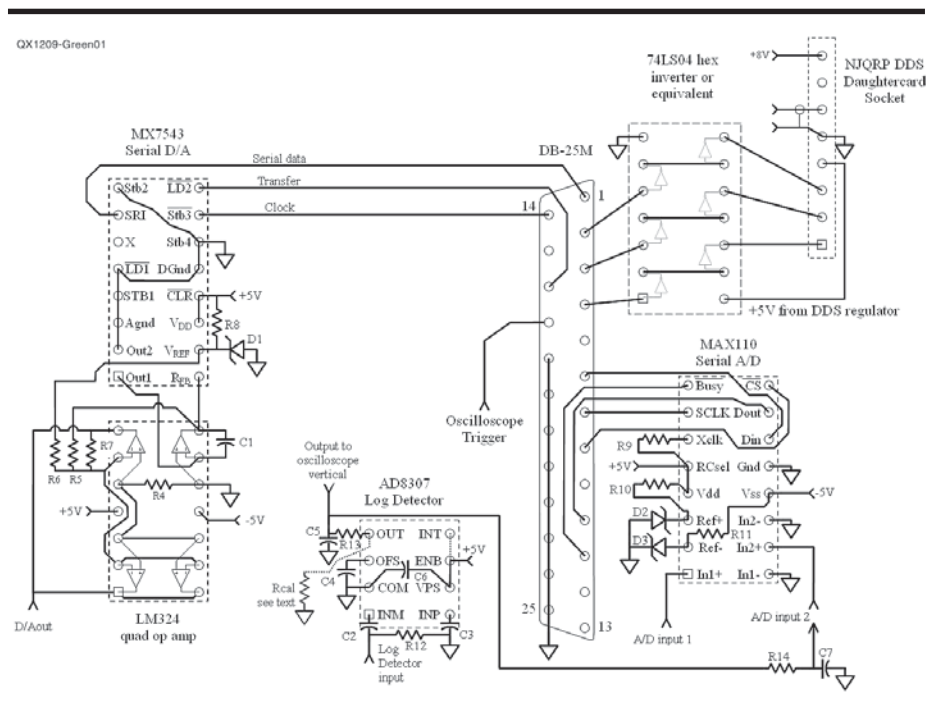 QX1209-Green01
74LS04 hex
inverter or
equivalent
+8V
NJQRP DDS
Daughtercard
Socket
MX7543
Serial D/A
DB-25M
Serial data
Transfer
Clock
14
1
Stb2
LD2
SRI
Stb3
X
Stb4
LD1
DGnd
STB1
CLR
+5V
Agnd
VDD
R8
D1
Out2
VREF
Out1
RFB
+5V from DDS regulator
MAX110
Serial A/D
Busy
CS
SCLK
Dout
Xclk
Din
R9
+5V
RCsel
Gnd
R10
Vdd
Vss
-5V
D2
Ref+
In2-
R11
D3
Ref-
In2+
In1+
In1-
Oscilloscope
Trigger
R6
R5
R7
C1
R4
+5V
-5V
Output to
oscilloscope
vertical
AD8307
Log Detector
C5
R13
OUT
INT
OFS
ENB
+5V
C4
C6
COM
VPS
Rcal
see text
INM
INP
C2
R12
C3
Log
Detector
input
25
13
D/Aout
LM324
quad op amp
A/D input 1
A/D input 2
R14
C7